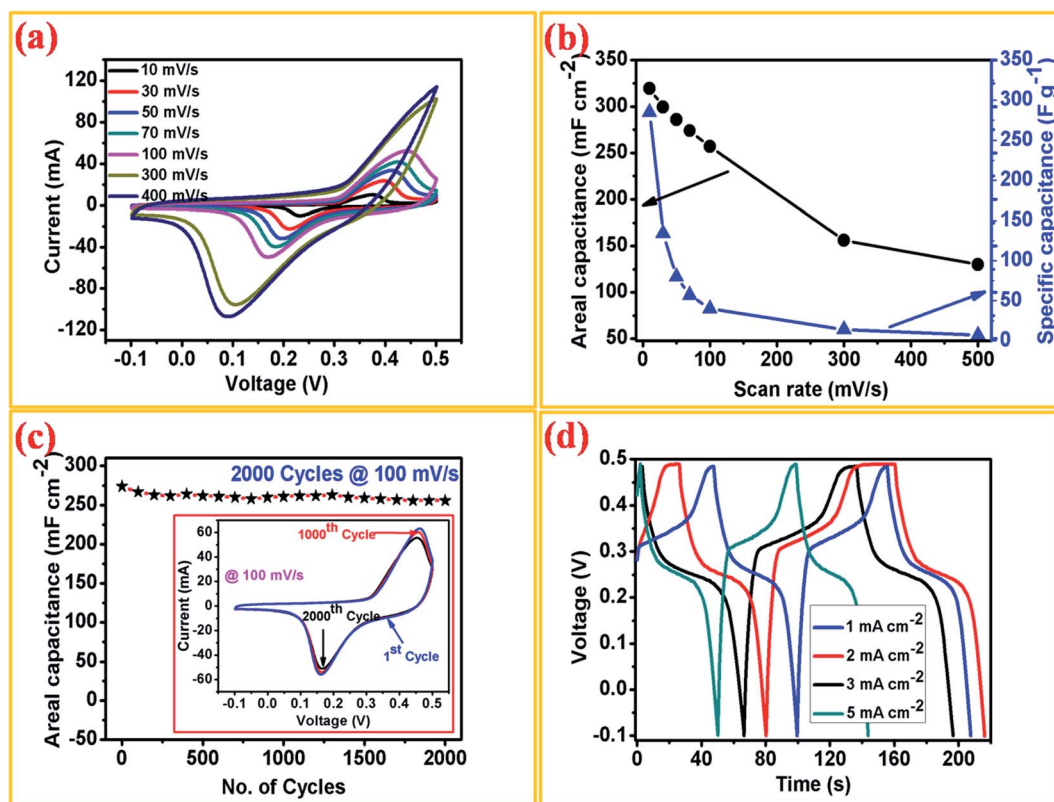 (a)
10 mV/s
30 mV/s
50 mV/s
70 mV/s
100 mV/s
300 mV/s
400 mV/s
120
80
40
0
-40
-80
-120
Current (mA)
-0.1 0.0 0.1 0.2 0.3 0.4 0.5
Voltage (V)
(b)
350
300
250
200
150
100
50
Areal capacitance (mF cm-2)
350
300
250
200
150
100
50
0
Specific capacitance (F g-1)
0 100 200 300 400 500
Scan rate (mV/s)
(c)
300
250
200
150
100
50
0
-50
Areal capacitance (mF cm-2)
2000 Cycles @ 100 mV/s
60
40
20
0
-20
-40
-60
Current (mA)
1000th Cycle
@ 100 mV/s
2000th Cycle
1st Cycle
-0.1 0.0 0.1 0.2 0.3 0.4 0.5
Voltage (V)
0 500 1000 1500 2000
No. of Cycles
(d)
0.5
0.4
0.3
0.2
0.1
0.0
-0.1
Voltage (V)
1 mA cm-2
2 mA cm-2
3 mA cm-2
5 mA cm-2
0 40 80 120 160 200
Time (s)